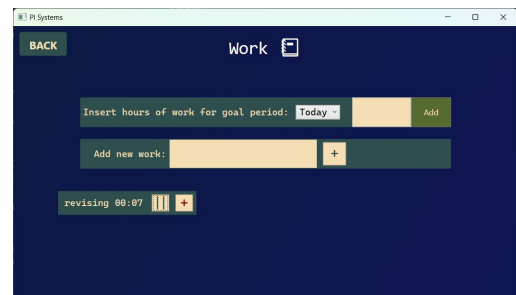 PI Systems
BACK
Work
Insert hours of work for goal period: Today Add
Add new work: +
revising 00:07 +